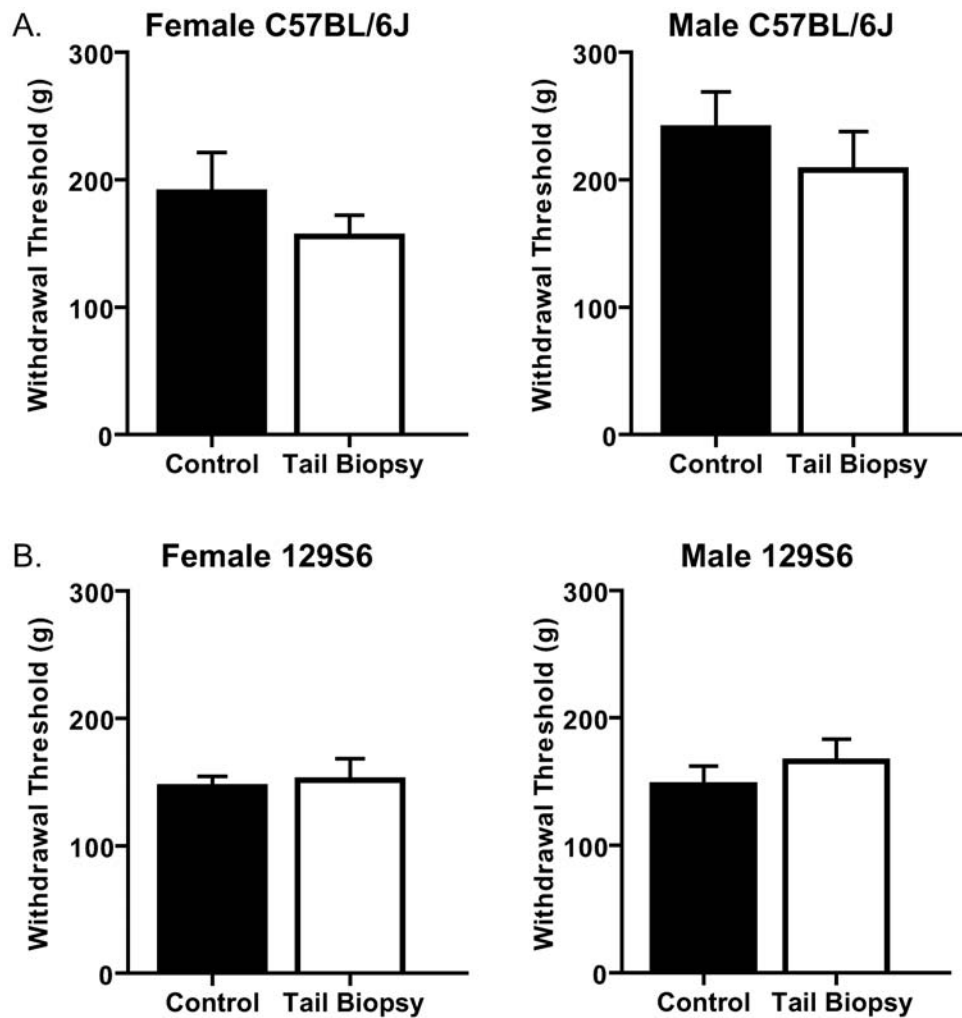 A.
Female C57BL/6J
Male C57BL/6J
Withdrawal Threshold (g)
300
200
100
0
Control
Tail Biopsy
Withdrawal Threshold (g)
300
200
100
0
Control
Tail Biopsy
B.
Female 129S6
Male 129S6
Withdrawal Threshold (g)
300
200
100
0
Control
Tail Biopsy
Withdrawal Threshold (g)
300
200
100
0
Control
Tail Biopsy